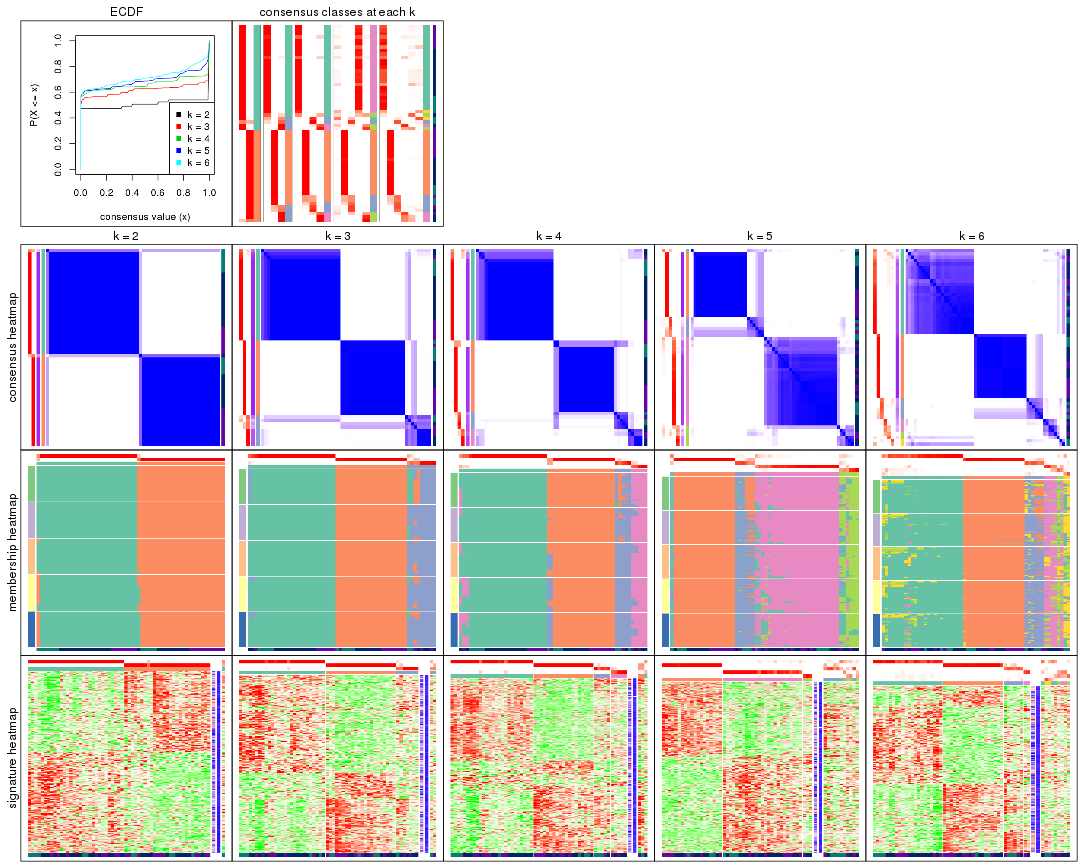 ECDF
consensus classes at each k
P(X <= x)
0.0 0.2 0.4 0.6 0.8 1.0
k = 2
k = 3
k = 4
k = 5
k = 6
0.0 0.2 0.4 0.6 0.8 1.0
consensus value (x)
k = 2 k = 3 k = 4 k = 5 k = 6
consensus heatmap
membership heatmap
signature heatmap